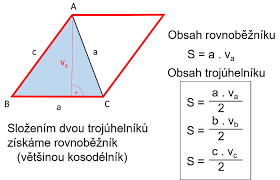 A
c
a
vₐ
B
a
C
Složením dvou trojúhelníků
získáme rovnoběžník
(většinou kosodélník)
Obsah rovnoběžníku
S = a . vₐ
Obsah trojúhelníku
S = a . vₐ / 2
S = b . v_b / 2
S = c . v_c / 2